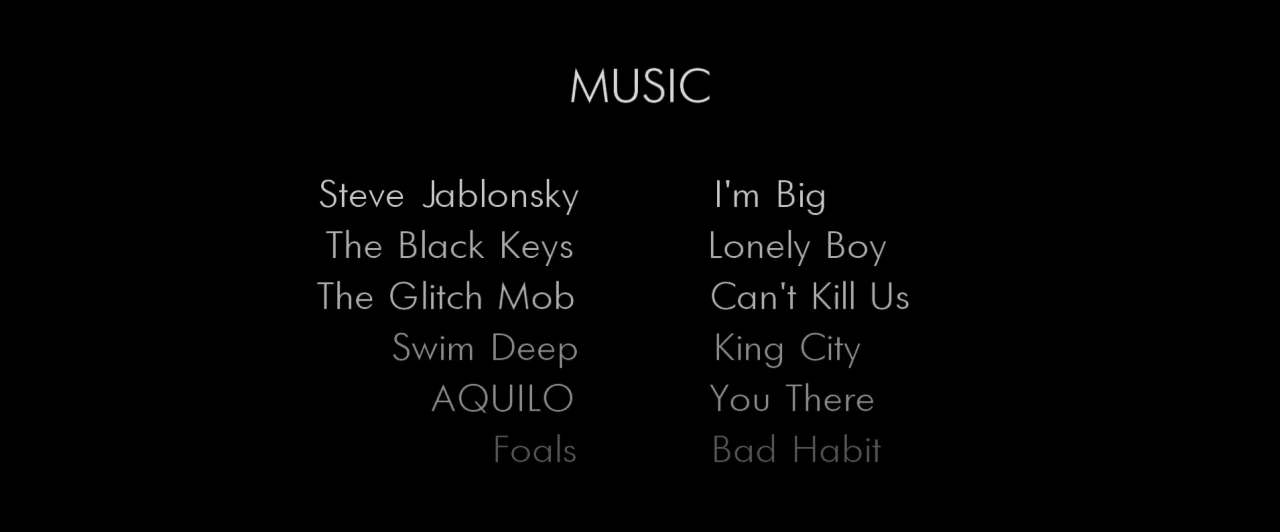 MUSIC
Steve Jablonsky I'm Big
The Black Keys Lonely Boy
The Glitch Mob Can't Kill Us
Swim Deep King City
AQUILO You There
Foals Bad Habit